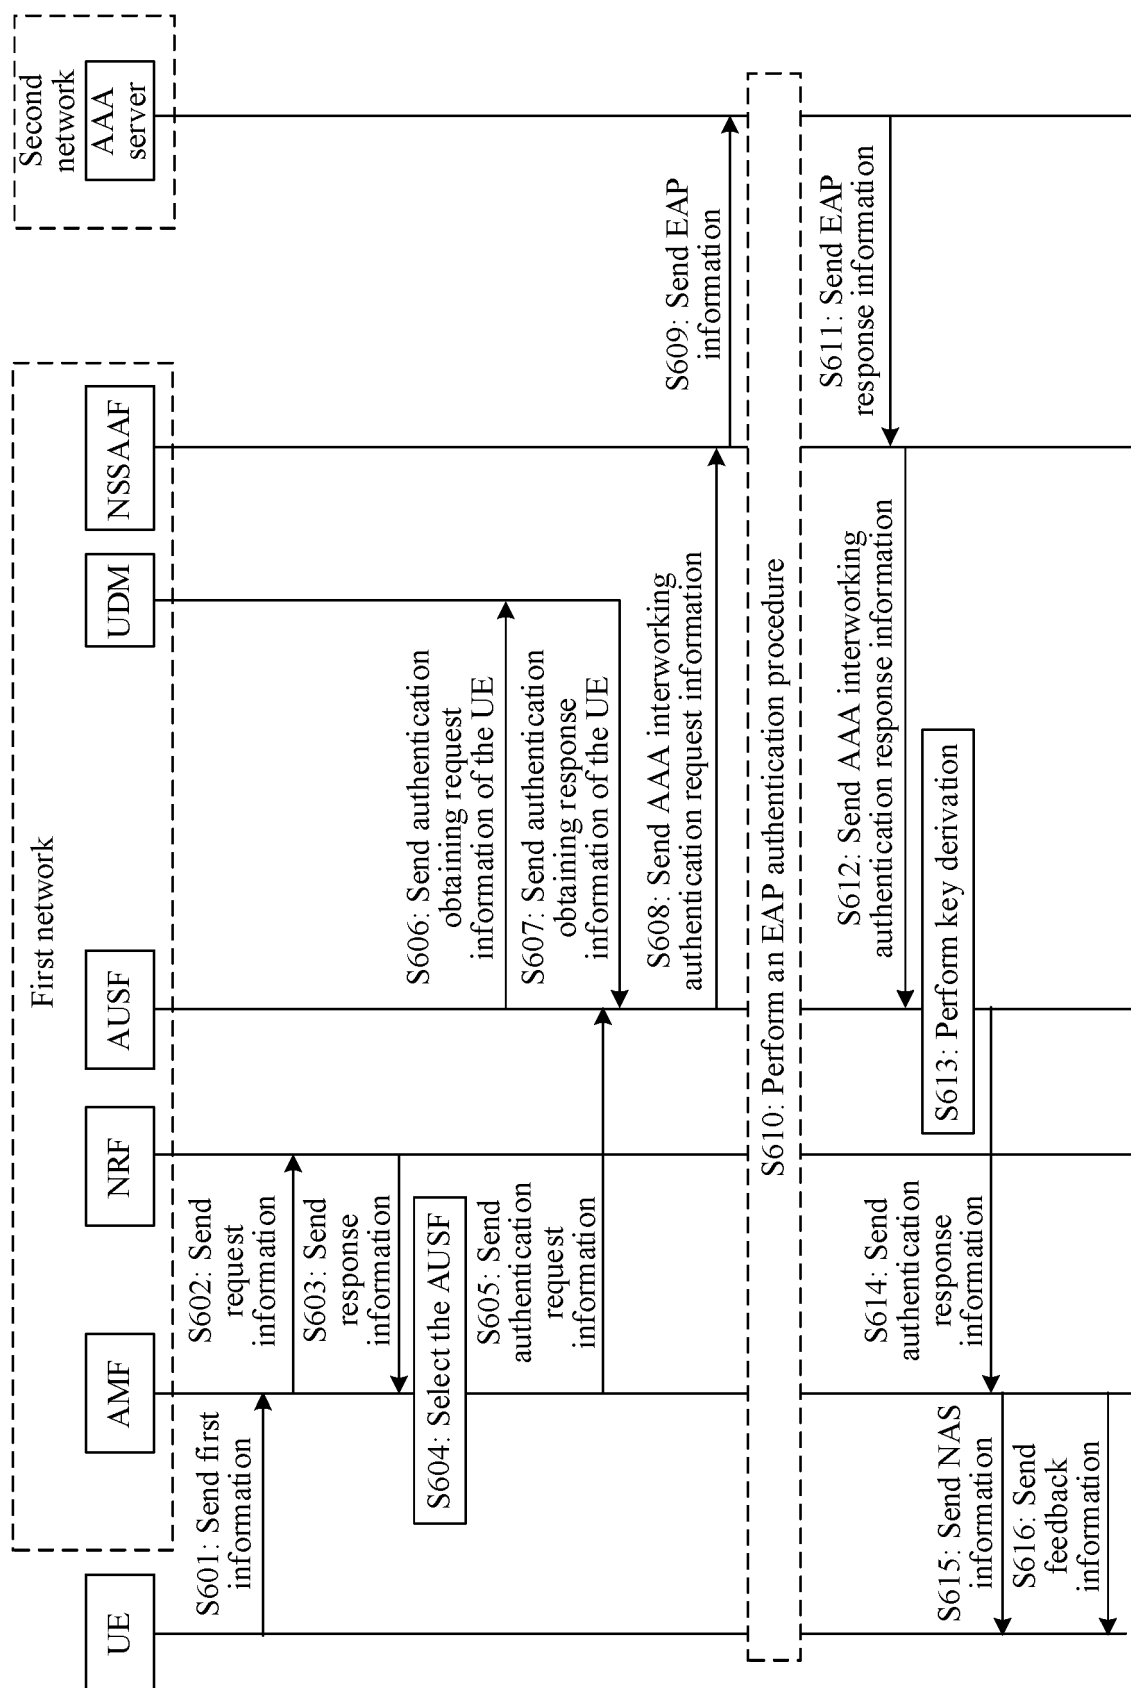 First network
Second
network
UE
AMF
NRF
AUSF
UDM
NSSAAF
AAA
server
S601: Send first
information
S602: Send
request
information
S603: Send
response
information
S604: Select the AUSF
S605: Send
authentication
request
information
S606: Send authentication
obtaining request
information of the UE
S607: Send authentication
obtaining response
information of the UE
S608: Send AAA interworking
authentication request information
S609: Send EAP
information
S610: Perform an EAP authentication procedure
S611: Send EAP
response information
S612: Send AAA interworking
authentication response information
S613: Perform key derivation
S614: Send
authentication
response
information
S615: Send NAS
information
S616: Send
feedback
information